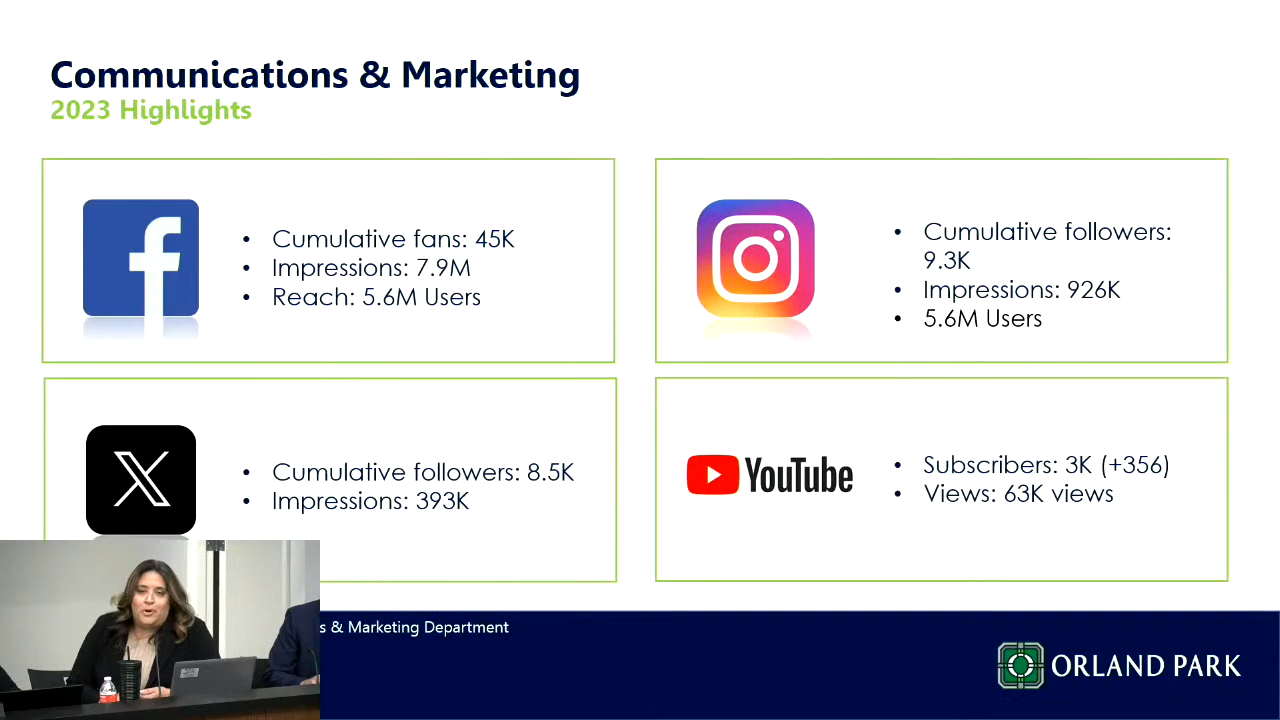 Communications & Marketing
2023 Highlights
• Cumulative fans: 45K
• Impressions: 7.9M
• Reach: 5.6M Users
• Cumulative followers:
9.3K
• Impressions: 926K
• 5.6M Users
• Cumulative followers: 8.5K
• Impressions: 393K
YouTube
• Subscribers: 3K (+356)
• Views: 63K views
s & Marketing Department
ORLAND PARK